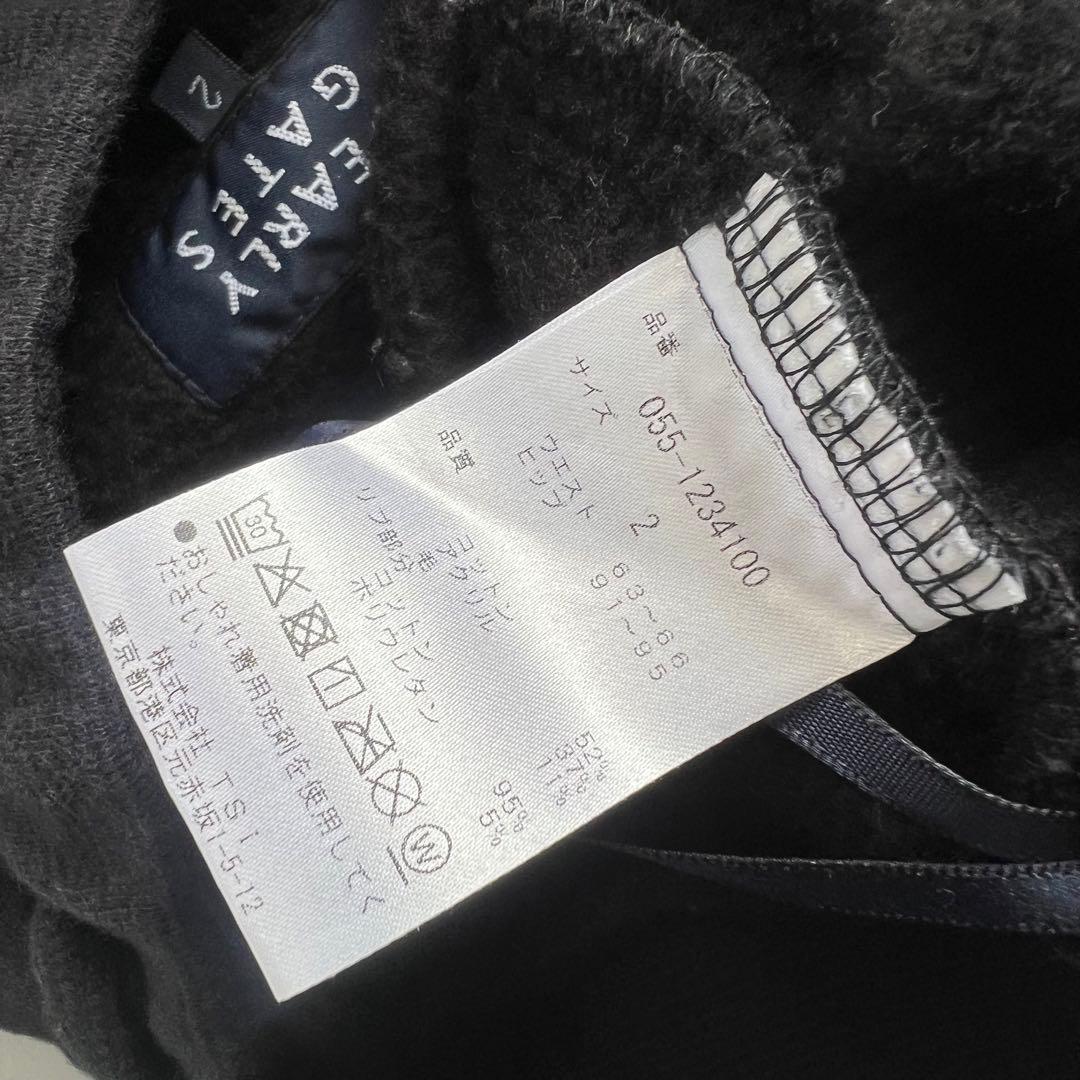 2
GEARLY
GATES
品番 055-1234100
サイズ 2
ウエスト 63~66
ヒップ 91~95
品質
コットン 52%
アクリル 37%
毛 11%
リブ部分
コットン 95%
ポリウレタン 5%
30
W
●おしゃれ着用洗剤を使用してく
ださい。
株式会社 TSI
東京都港区元赤坂1-5-12